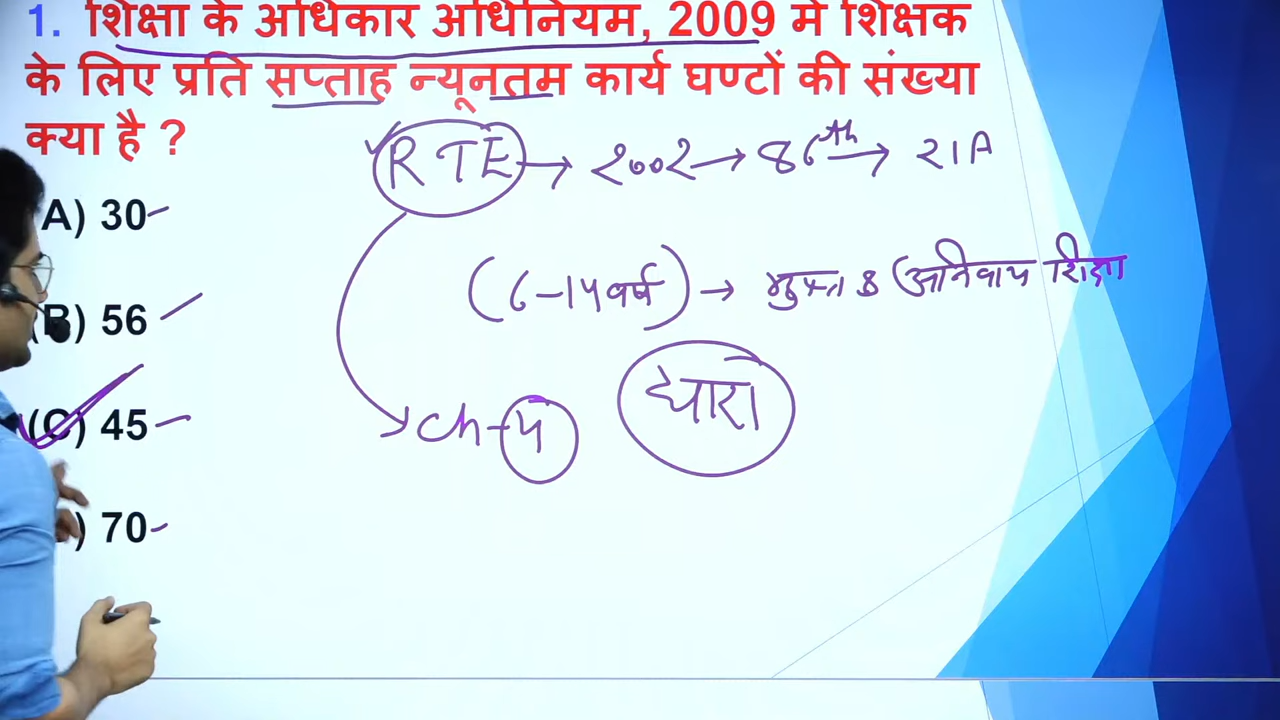 1. शिक्षा के अधिकार अधिनियम, 2009 में शिक्षक
के लिए प्रति सप्ताह न्यूनतम कार्य घण्टों की संख्या
क्या है ?
RTE → 2002 → 86th → 21A
A) 30
(6-14 वर्ष) → मुफ्त & (अनिवार्य शिक्षा
(B) 56
धारा
(C) 45
Ch-4
) 70